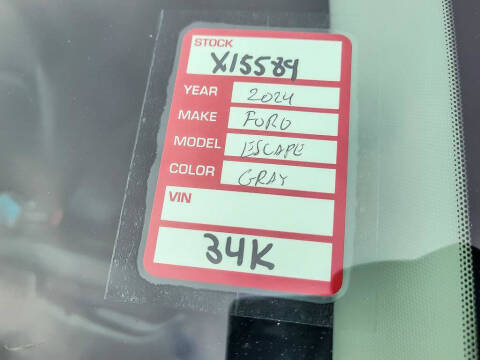 STOCK
X15589
YEAR 2024
MAKE FORD
MODEL ESCAPE
COLOR GRAY
VIN
34K